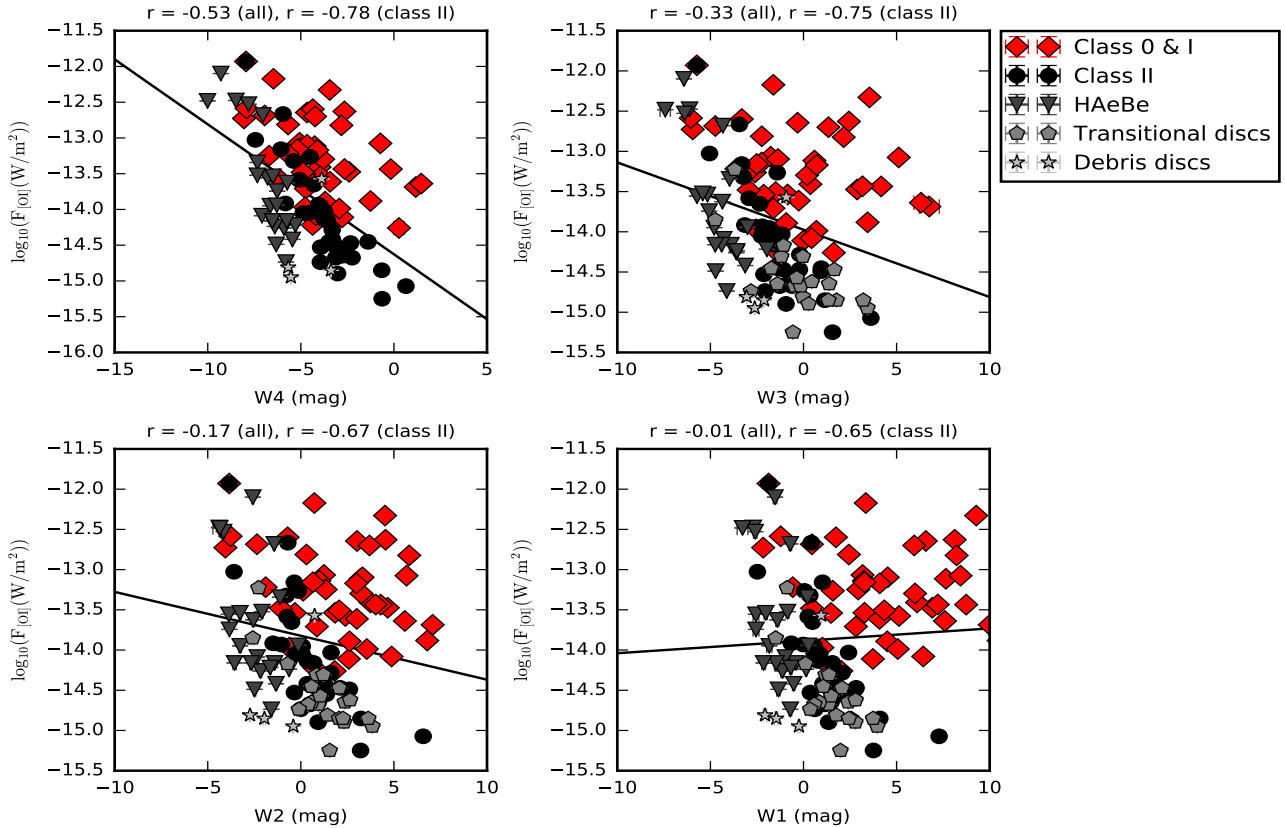 r = -0.53 (all), r = -0.78 (class II)
−11.5
−12.0
−12.5
−13.0
−13.5
−14.0
−14.5
−15.0
−15.5
−16.0
log₁₀(F[OI](W/m²))
−15 −10 −5 0 5
W4 (mag)
r = -0.33 (all), r = -0.75 (class II)
−11.5
−12.0
−12.5
−13.0
−13.5
−14.0
−14.5
−15.0
−15.5
log₁₀(F[OI](W/m²))
−10 −5 0 5 10
W3 (mag)
Class 0 & I
Class II
HAeBe
Transitional discs
Debris discs
r = -0.17 (all), r = -0.67 (class II)
−11.5
−12.0
−12.5
−13.0
−13.5
−14.0
−14.5
−15.0
−15.5
log₁₀(F[OI](W/m²))
−10 −5 0 5 10
W2 (mag)
r = -0.01 (all), r = -0.65 (class II)
−11.5
−12.0
−12.5
−13.0
−13.5
−14.0
−14.5
−15.0
−15.5
log₁₀(F[OI](W/m²))
−10 −5 0 5 10
W1 (mag)